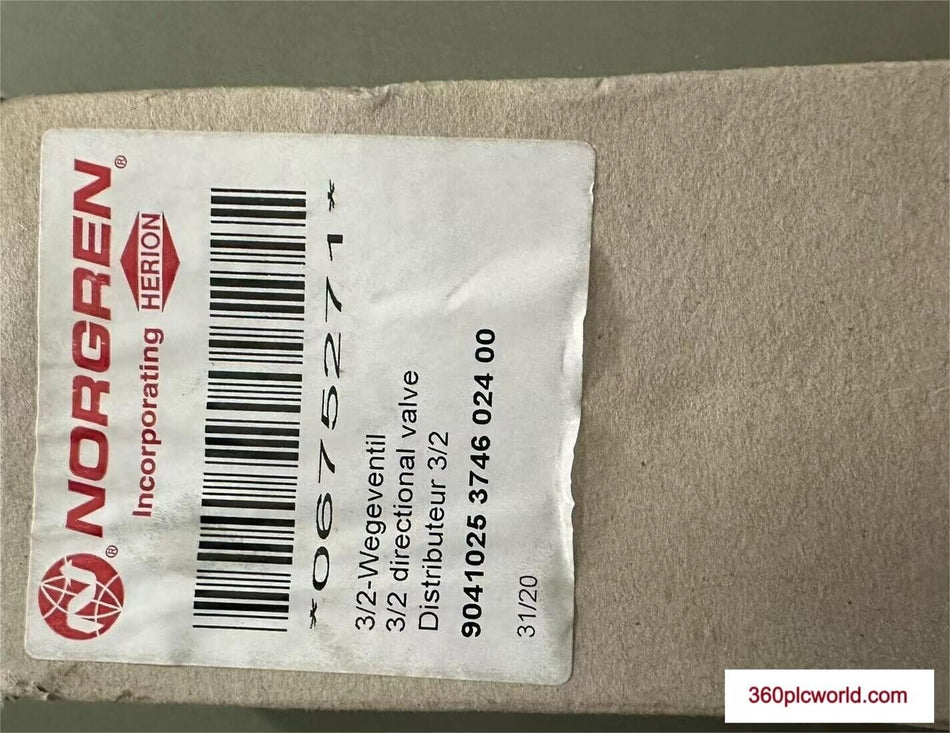 NORGREN®
®
Incorporating HERION
*0675271*
3/2-Wegeventil
3/2 directional valve
Distributeur 3/2
9041025 3746 024 00
31/20
360plcworld.com